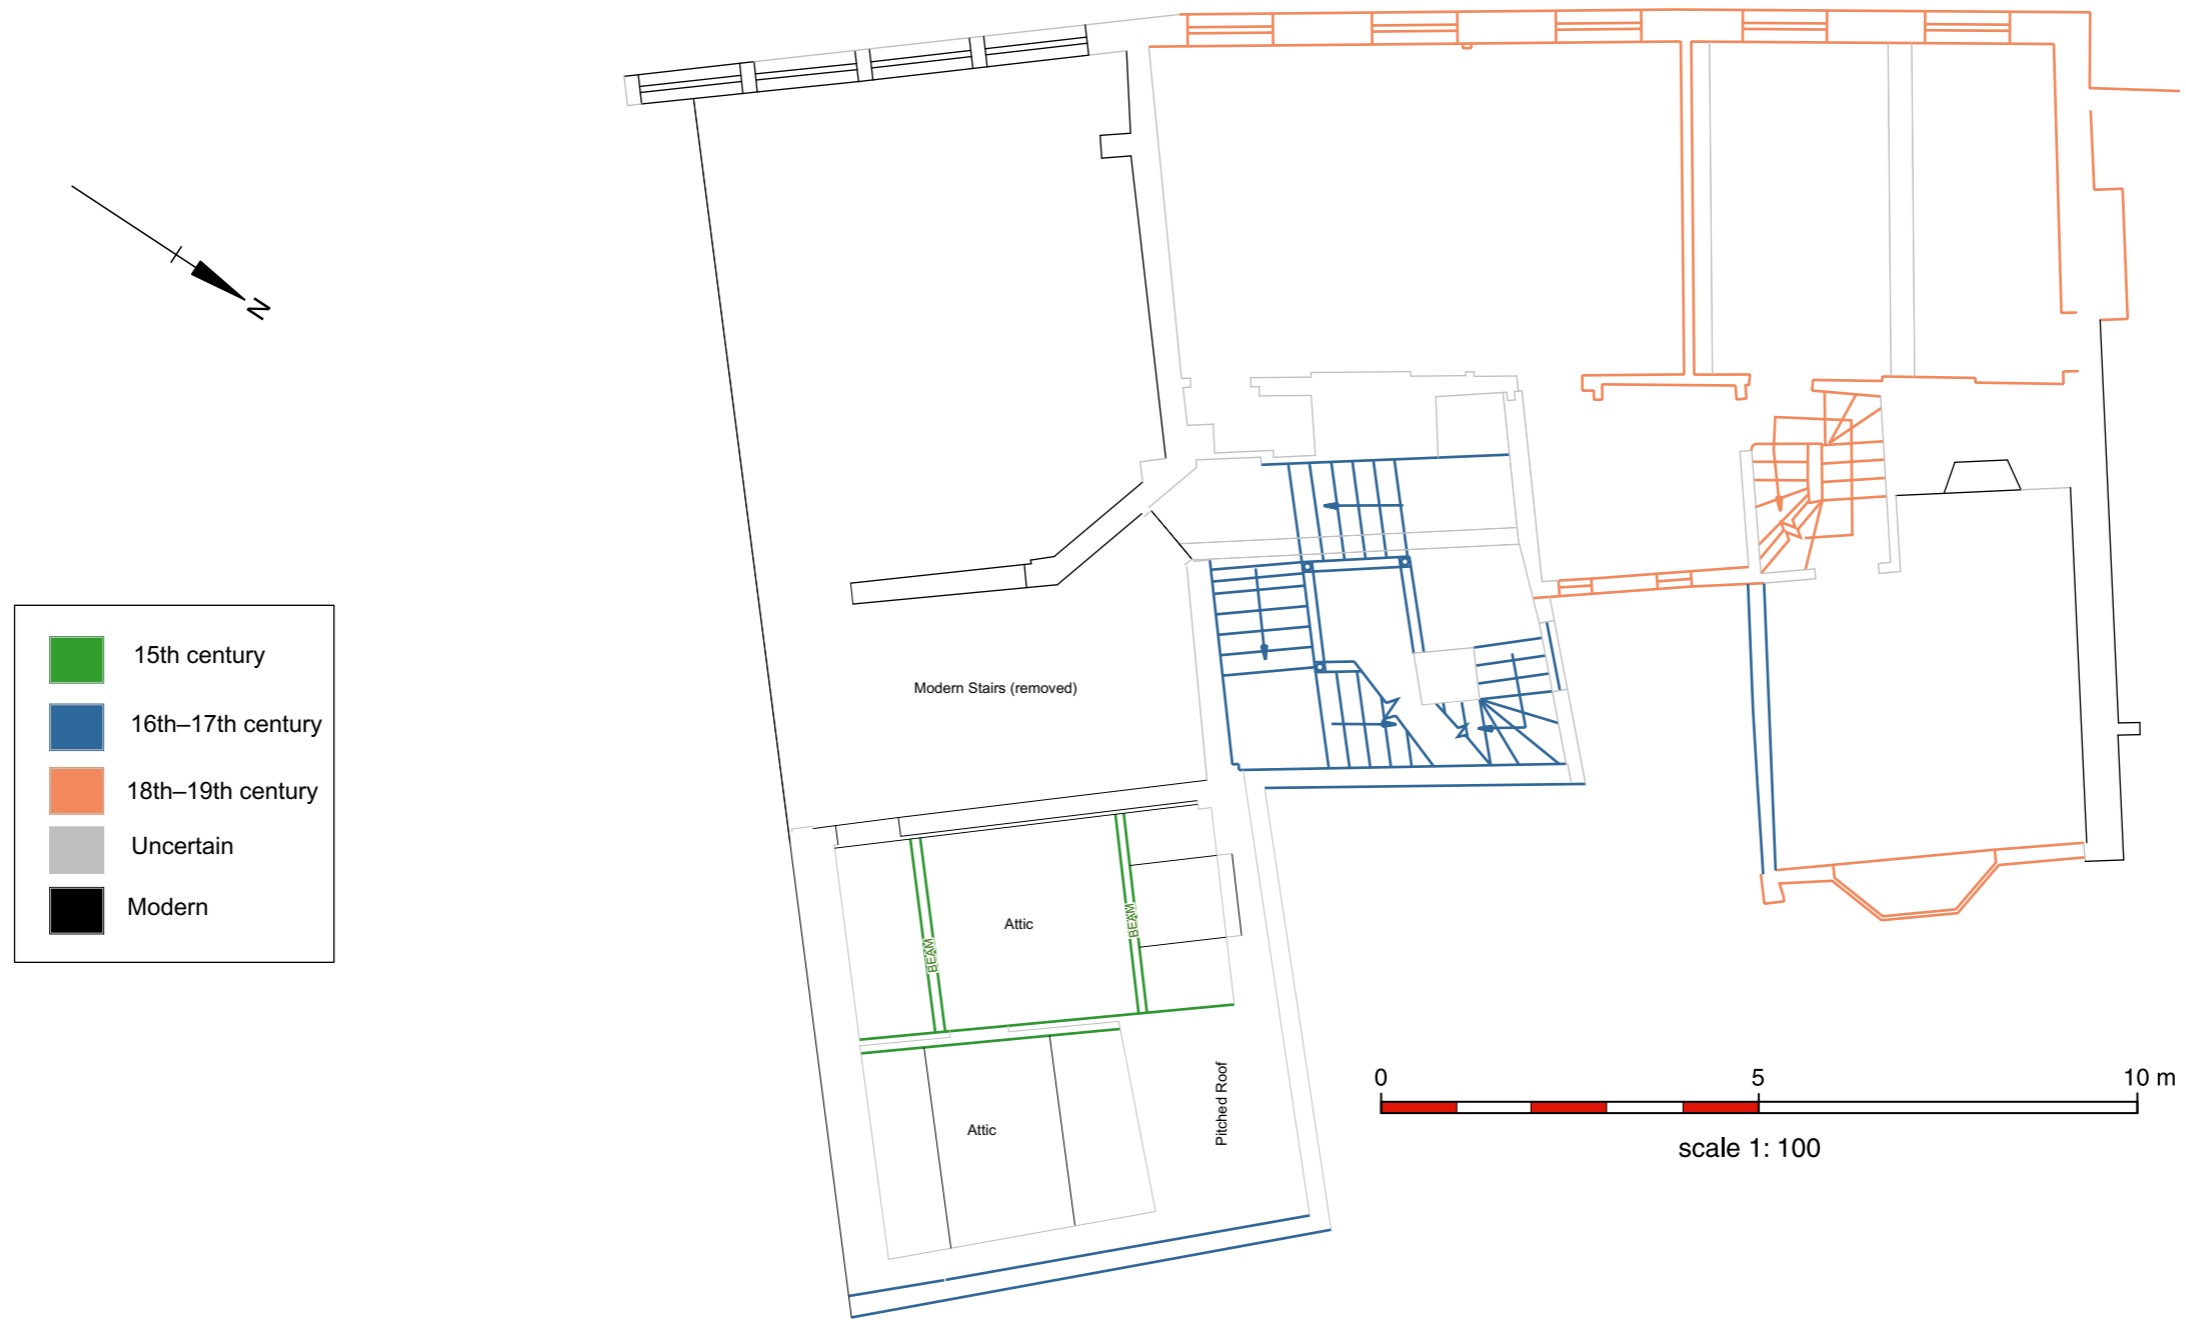 N
15th century
16th–17th century
18th–19th century
Uncertain
Modern
Modern Stairs (removed)
Attic
BEAM
BEAM
Attic
Pitched Roof
0 5 10 m
scale 1: 100